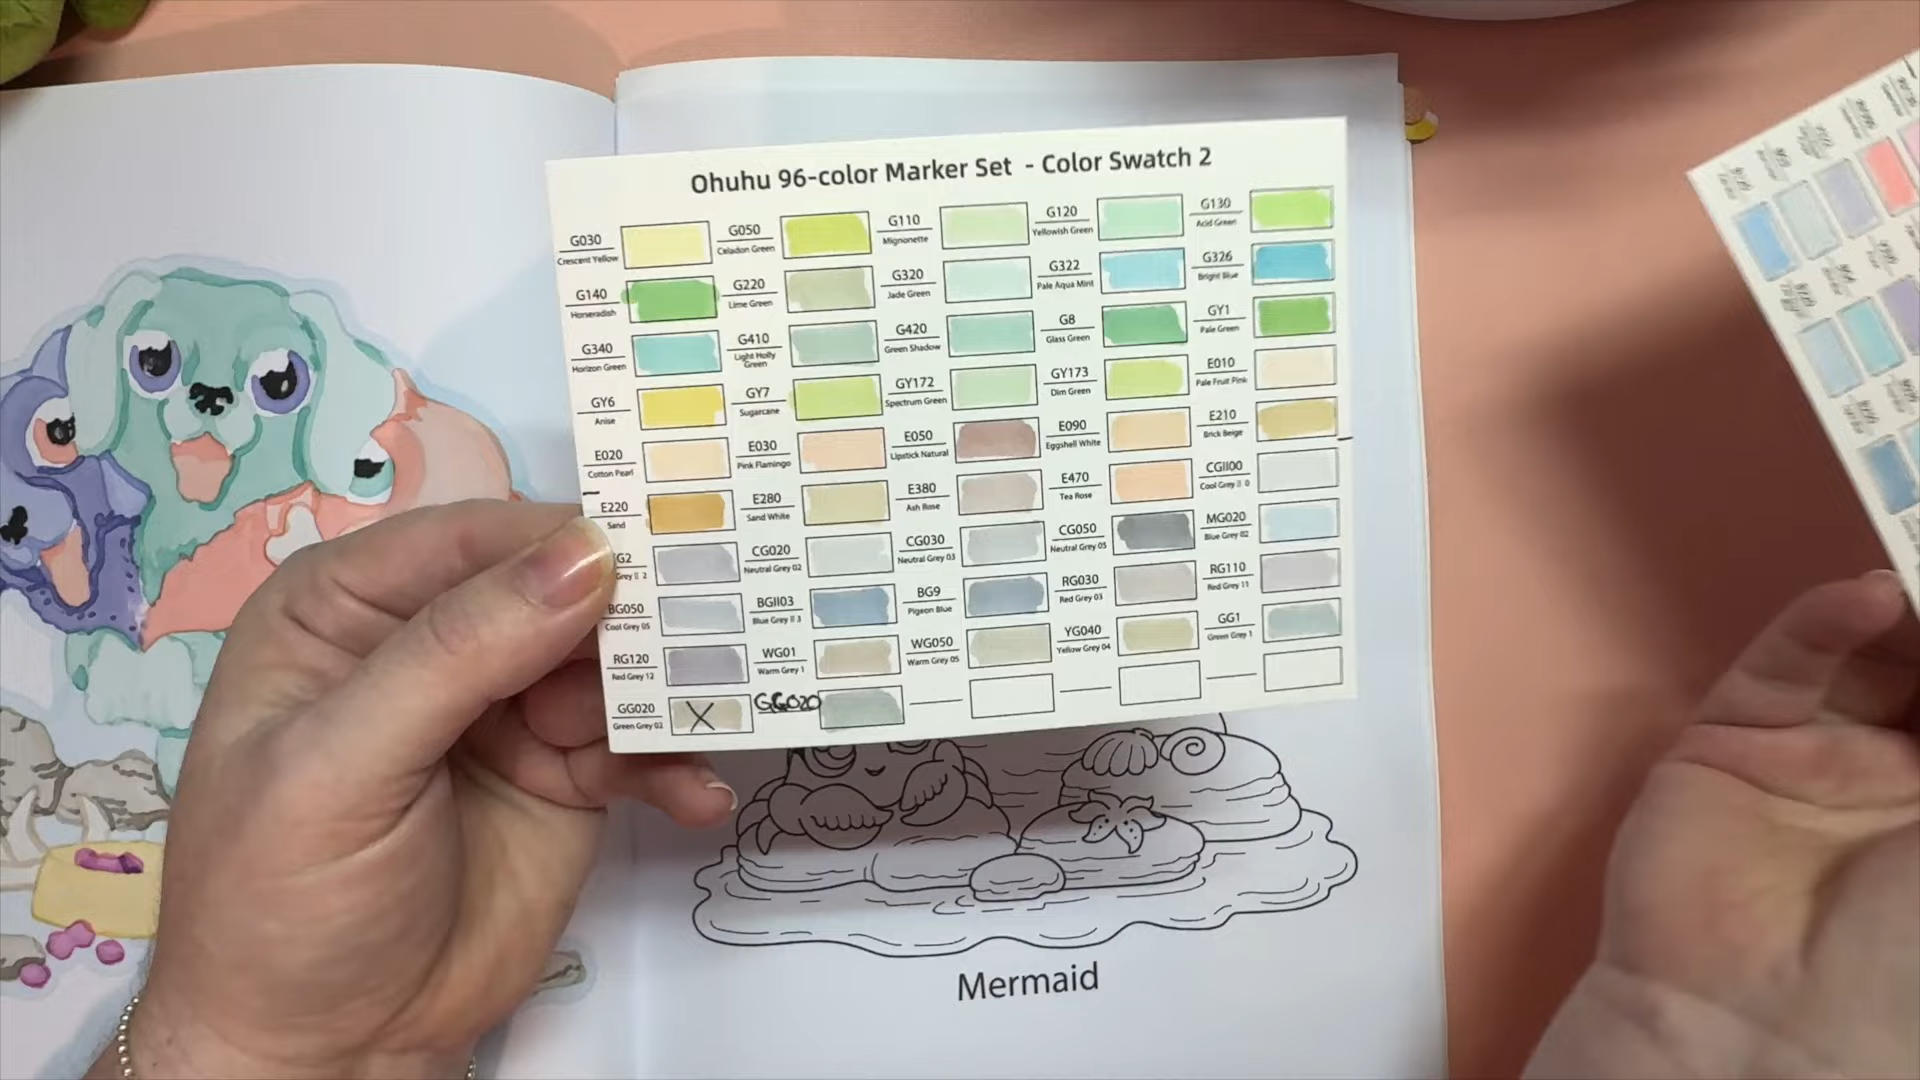 Ohuhu 96-color Marker Set - Color Swatch 2
G030 G050 G110 G120 G130
Crescent Yellow Celadon Green Mignonette Yellowish Green Acid Green
G140 G220 G320 G322 G326
Horseradish Lime Green Jade Green Pale Aqua Mint Bright Blue
G340 G410 G420 G8 GY1
Horizon Green Light Holly Green Green Shadow Glass Green Pale Green
GY6 GY7 GY172 GY173 E010
Anise Sugarcane Spectrum Green Dim Green Pale Fruit Pink
E020 E030 E050 E090 E210
Cotton Pearl Pink Flamingo Lipstick Natural Eggshell White Brick Beige
E220 E280 E380 E470 CGII00
Sand Sand White Ash Rose Tea Rose Cool Grey II 0
G2 CG020 CG030 CG050 MG020
Grey II 2 Neutral Grey 02 Neutral Grey 03 Neutral Grey 05 Blue Grey 02
BG050 BGII03 BG9 RG030 RG110
Cool Grey 05 Blue Grey II 3 Pigeon Blue Red Grey 03 Red Grey 11
RG120 WG01 WG050 YG040 GG1
Red Grey 12 Warm Grey 1 Warm Grey 05 Yellow Grey 04 Green Grey 1
GG020 X GG020
Green Grey 02
Mermaid